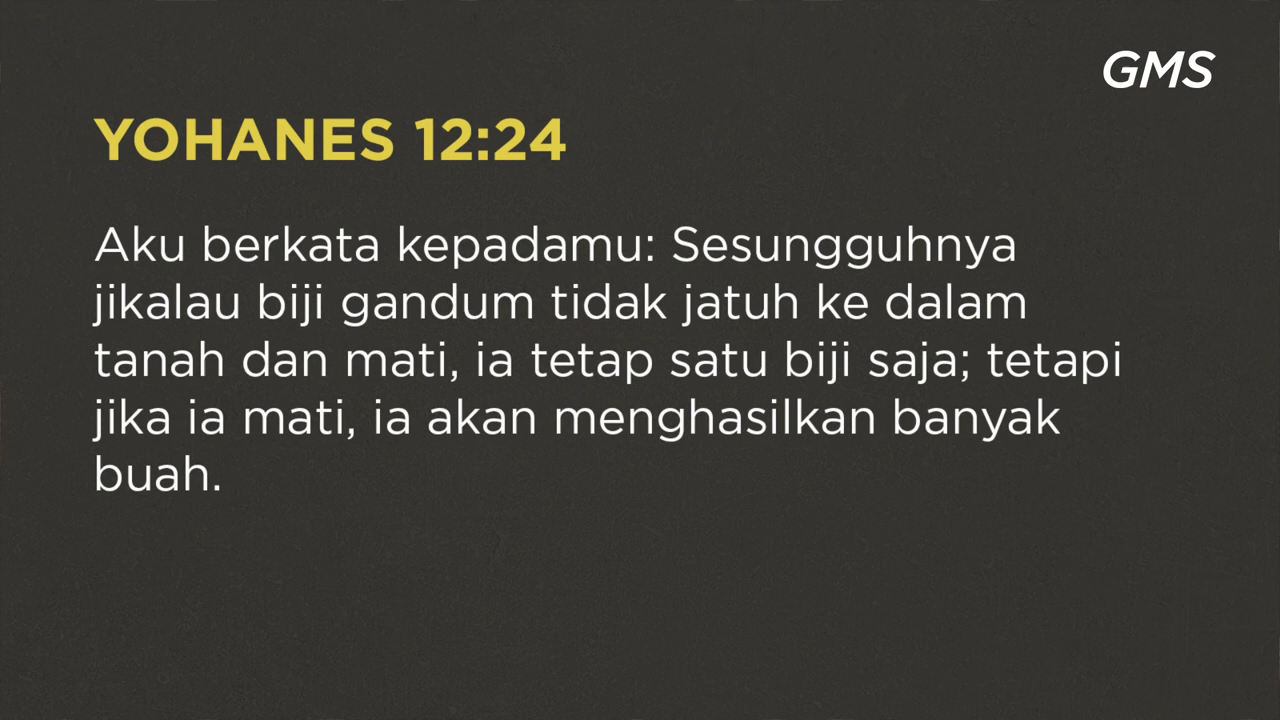 GMS
YOHANES 12:24
Aku berkata kepadamu: Sesungguhnya
jikalau biji gandum tidak jatuh ke dalam
tanah dan mati, ia tetap satu biji saja; tetapi
jika ia mati, ia akan menghasilkan banyak
buah.